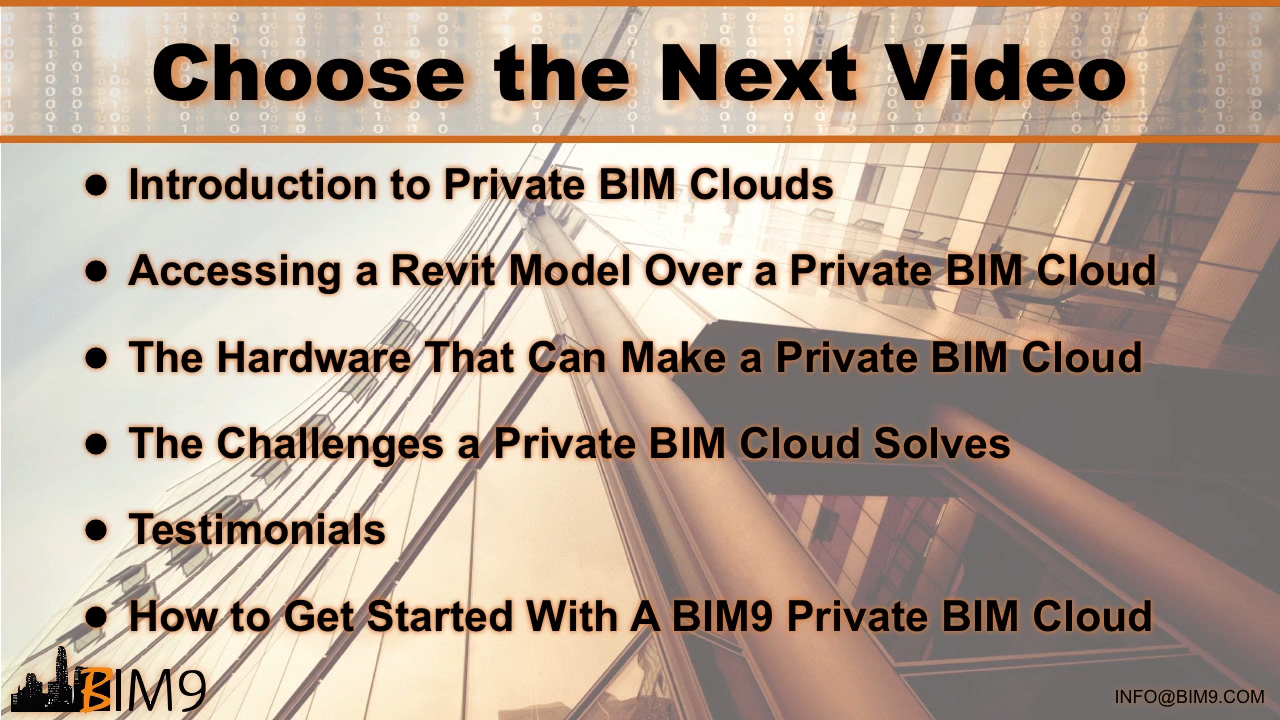 Choose the Next Video
● Introduction to Private BIM Clouds
● Accessing a Revit Model Over a Private BIM Cloud
● The Hardware That Can Make a Private BIM Cloud
● The Challenges a Private BIM Cloud Solves
● Testimonials
● How to Get Started With A BIM9 Private BIM Cloud
BIM9
INFO@BIM9.COM